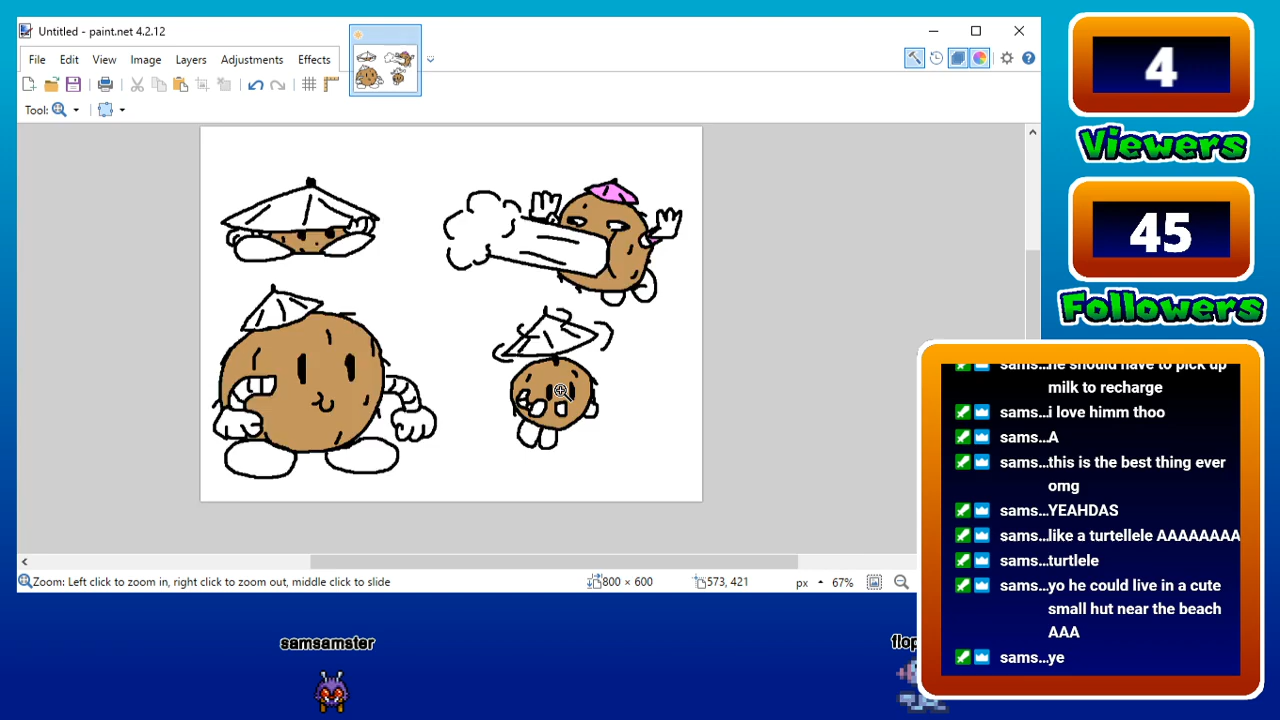 Untitled - paint.net 4.2.12
File Edit View Image Layers Adjustments Effects
Tool:
4
Viewers
45
Followers
sams...he should have to pick up
milk to recharge
sams...i love himm thoo
sams...A
sams...this is the best thing ever
omg
sams...YEAHDAS
sams...like a turtellele AAAAAAAA
sams...turtlele
sams...yo he could live in a cute
small hut near the beach
AAA
sams...ye
Zoom: Left click to zoom in, right click to zoom out, middle click to slide
800 × 600
573, 421
px
67%
samsamster
flop